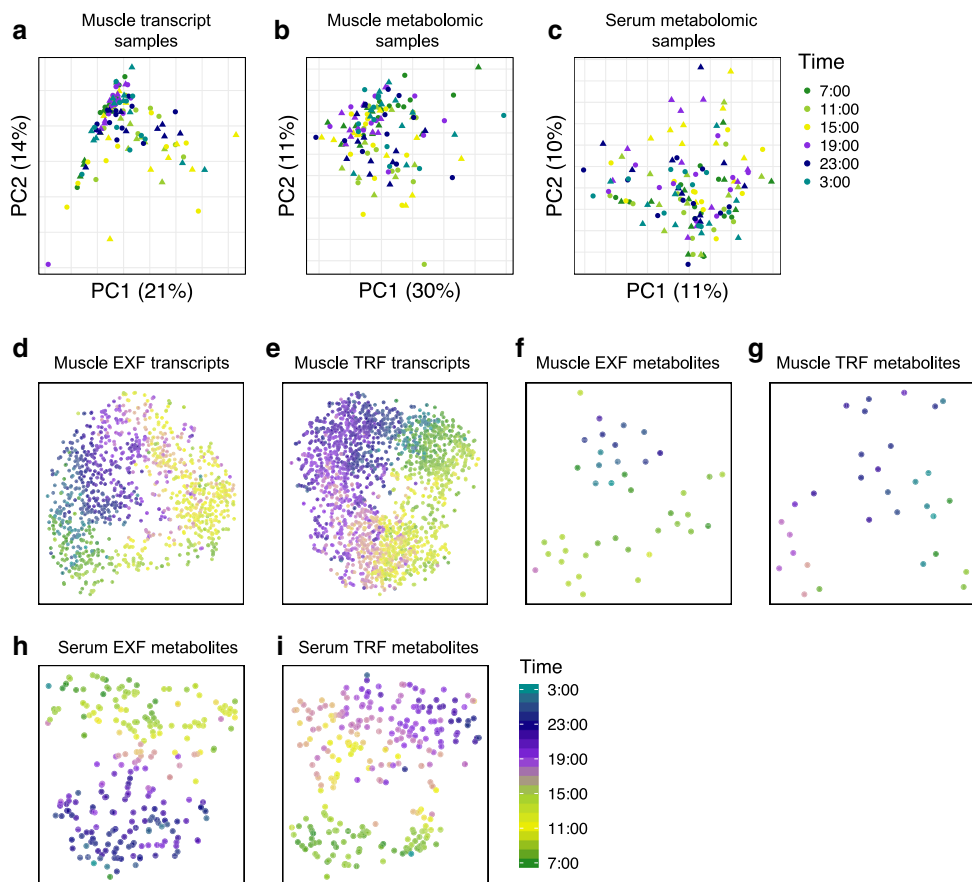 a
Muscle transcript
samples
PC2 (14%)
PC1 (21%)
b
Muscle metabolomic
samples
PC2 (11%)
PC1 (30%)
c
Serum metabolomic
samples
PC2 (10%)
PC1 (11%)
Time
7:00
11:00
15:00
19:00
23:00
3:00
d
Muscle EXF transcripts
e
Muscle TRF transcripts
f
Muscle EXF metabolites
g
Muscle TRF metabolites
h
Serum EXF metabolites
i
Serum TRF metabolites
Time
3:00
23:00
19:00
15:00
11:00
7:00